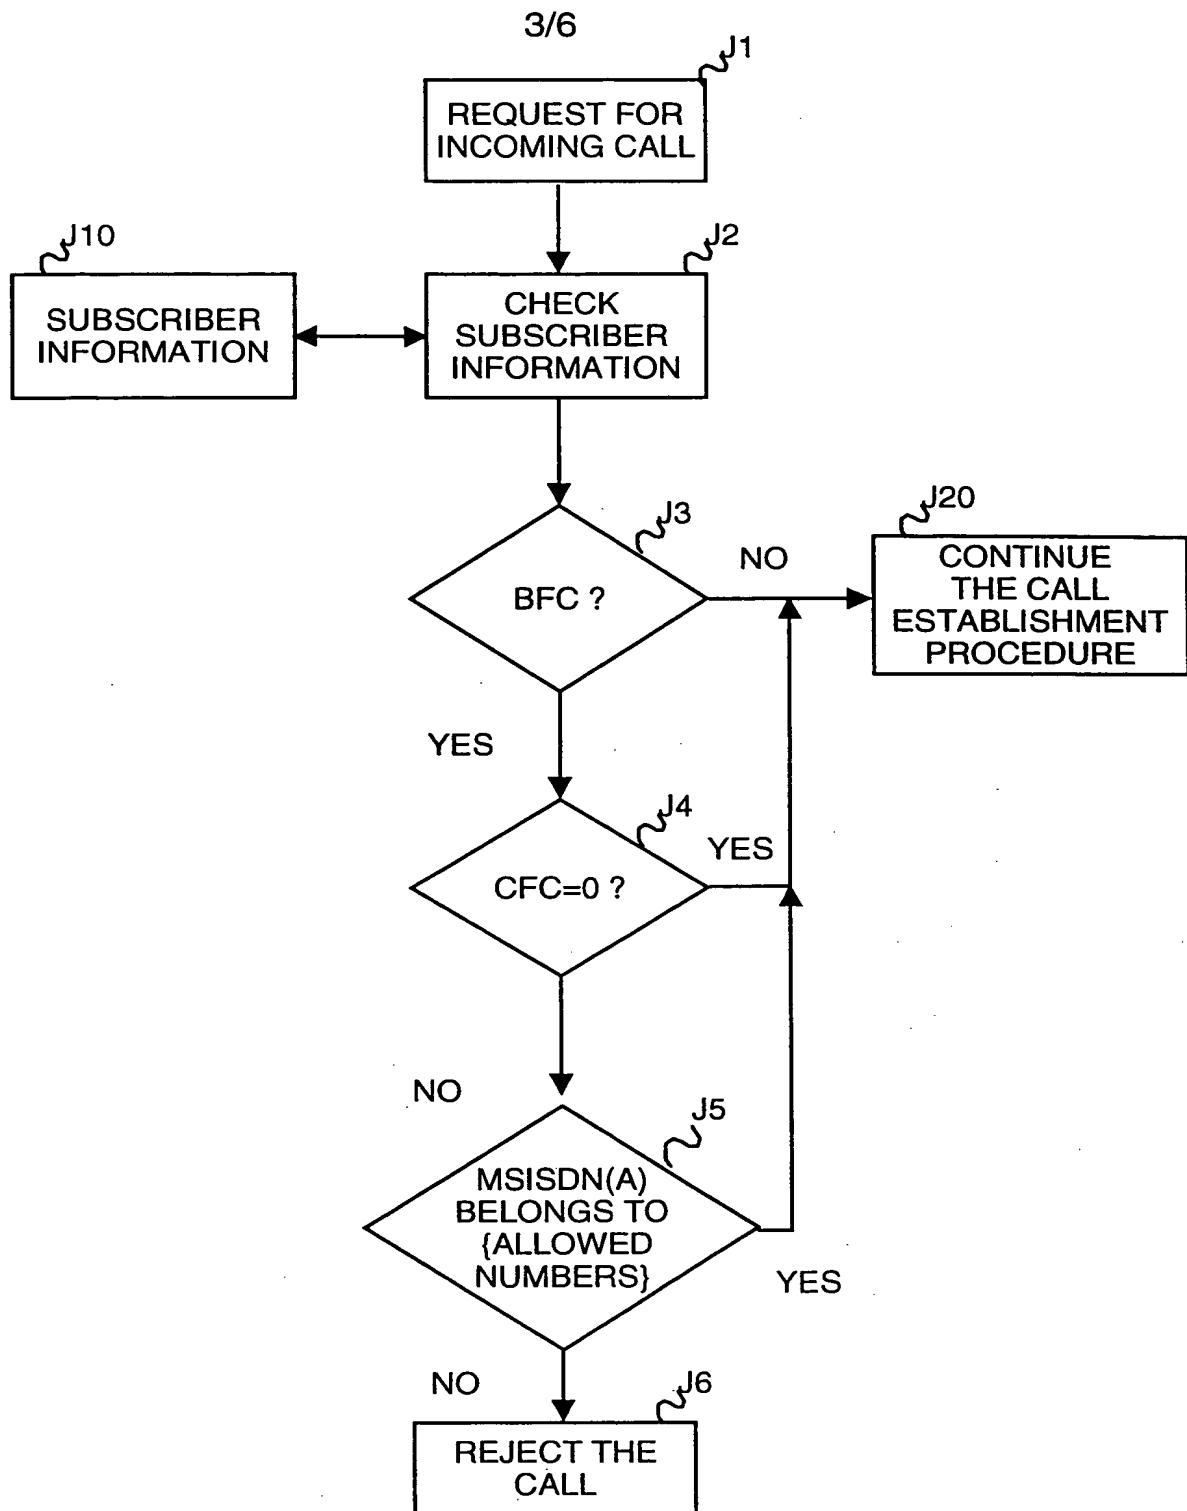 3/6
J1
REQUEST FOR
INCOMING CALL
J10
SUBSCRIBER
INFORMATION
J2
CHECK
SUBSCRIBER
INFORMATION
J3
BFC ?
NO
J20
CONTINUE
THE CALL
ESTABLISHMENT
PROCEDURE
YES
J4
CFC=0 ?
YES
NO
J5
MSISDN(A)
BELONGS TO
{ALLOWED
NUMBERS}
YES
NO
J6
REJECT THE
CALL